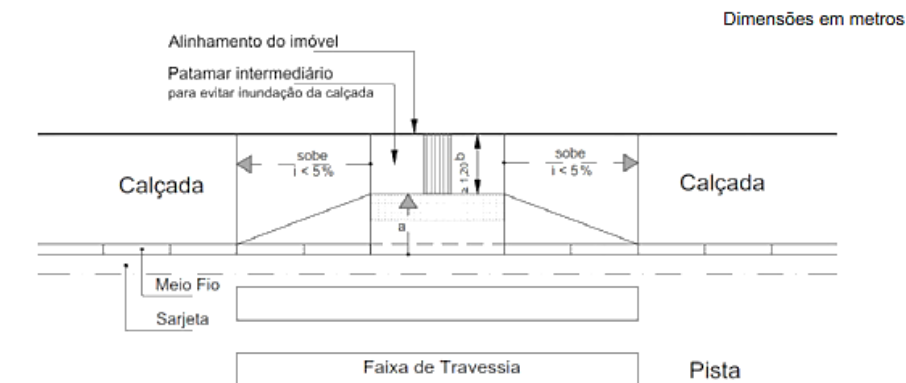 Dimensões em metros
Alinhamento do imóvel
Patamar intermediário
para evitar inundação da calçada
sobe
i < 5%
≥ 1,20 b
sobe
i < 5%
Calçada
Calçada
a
Meio Fio
Sarjeta
Faixa de Travessia
Pista